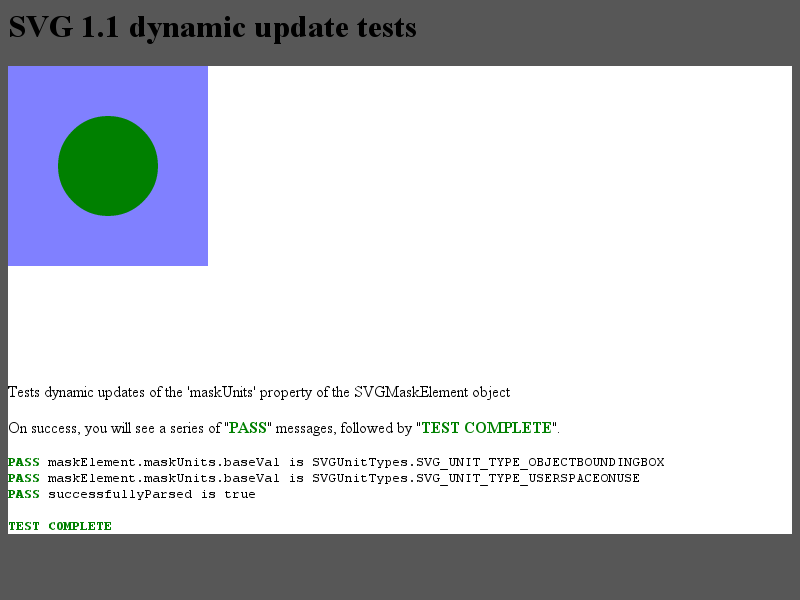 SVG 1.1 dynamic update tests
Tests dynamic updates of the 'maskUnits' property of the SVGMaskElement object
On success, you will see a series of "PASS" messages, followed by "TEST COMPLETE".
PASS maskElement.maskUnits.baseVal is SVGUnitTypes.SVG_UNIT_TYPE_OBJECTBOUNDINGBOX
PASS maskElement.maskUnits.baseVal is SVGUnitTypes.SVG_UNIT_TYPE_USERSPACEONUSE
PASS successfullyParsed is true
TEST COMPLETE